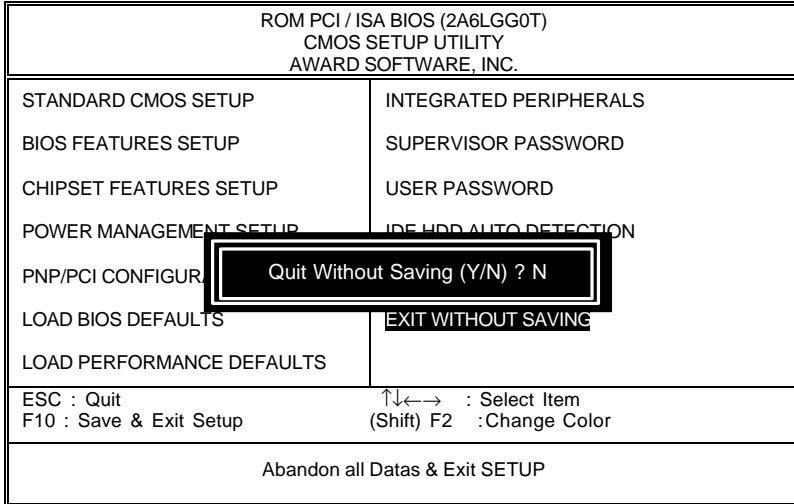 ROM PCI / ISA BIOS (2A6LGG0T)
CMOS SETUP UTILITY
AWARD SOFTWARE, INC.
STANDARD CMOS SETUP
BIOS FEATURES SETUP
CHIPSET FEATURES SETUP
POWER MANAGEMENT SETUP
PNP/PCI CONFIGURA
LOAD BIOS DEFAULTS
LOAD PERFORMANCE DEFAULTS
INTEGRATED PERIPHERALS
SUPERVISOR PASSWORD
USER PASSWORD
IDE HDD AUTO DETECTION
Quit Without Saving (Y/N) ? N
EXIT WITHOUT SAVING
ESC : Quit
F10 : Save & Exit Setup
↑↓←→ : Select Item
(Shift) F2 :Change Color
Abandon all Datas & Exit SETUP